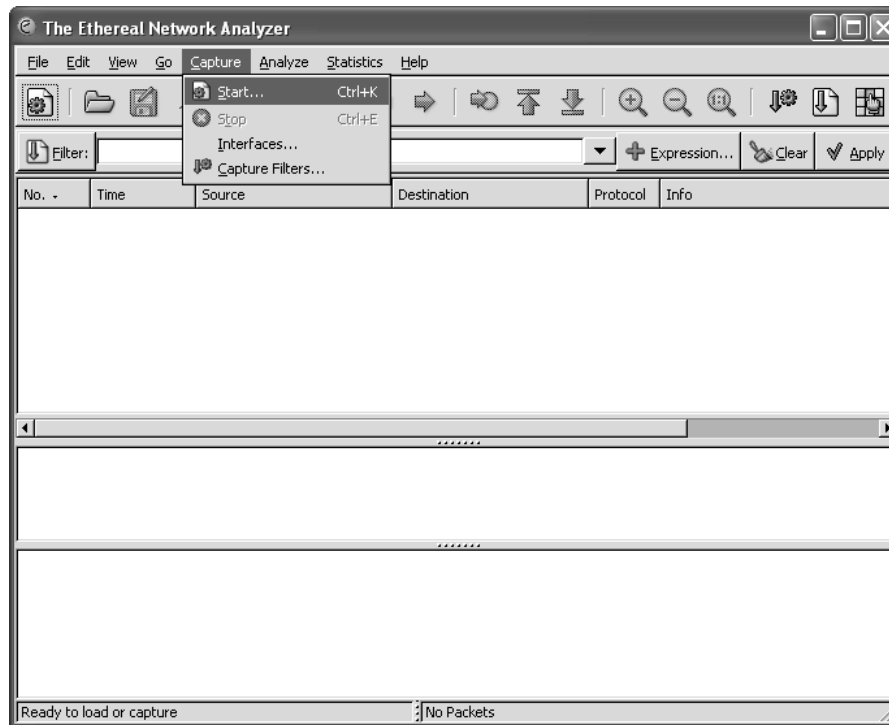 The Ethereal Network Analyzer
File Edit View Go Capture Analyze Statistics Help
Start... Ctrl+K
Stop Ctrl+E
Interfaces...
Capture Filters...
Filter: Expression... Clear Apply
No. Time Source Destination Protocol Info
Ready to load or capture No Packets